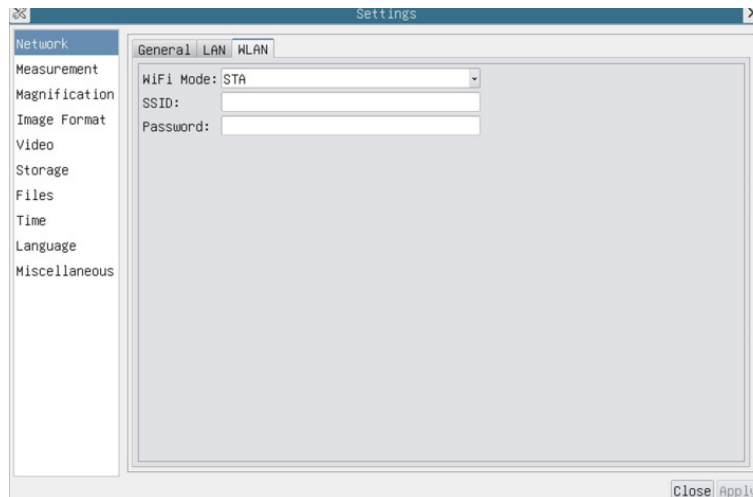 Settings
Network
Measurement
Magnification
Image Format
Video
Storage
Files
Time
Language
Miscellaneous
General LAN WLAN
WiFi Mode: STA
SSID:
Password:
Close Apply